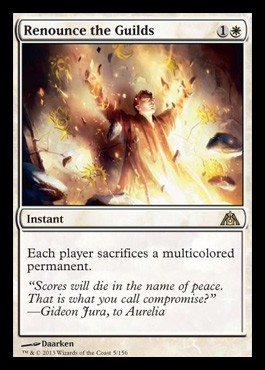 Renounce the Guilds 1
Instant
Each player sacrifices a multicolored
permanent.
“Scores will die in the name of peace.
That is what you call compromise?”
—Gideon Jura, to Aurelia
Daarken
™ & © 2013 Wizards of the Coast 5/156